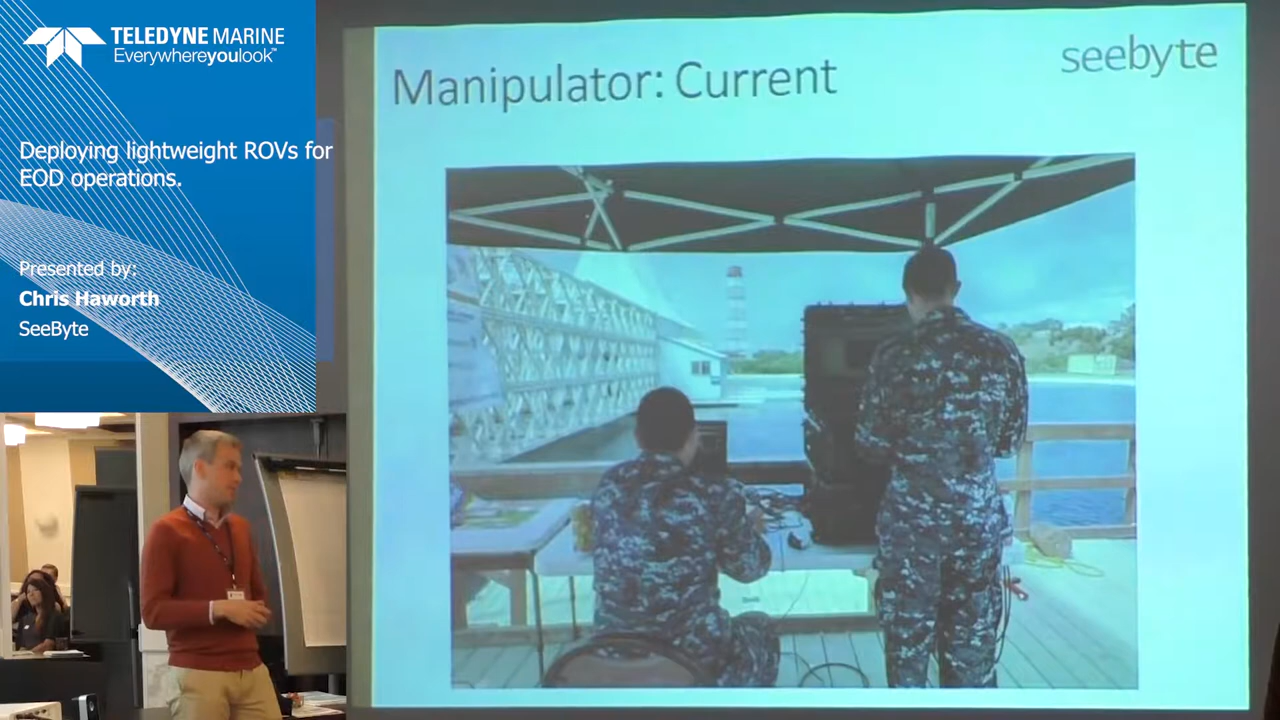 TELEDYNE MARINE
Everywhereyoulook™
Deploying lightweight ROVs for
EOD operations.
Presented by:
Chris Haworth
SeeByte
Manipulator: Current
seebyte